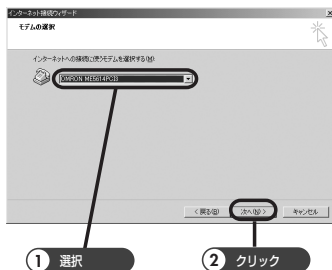 インターネット接続ウィザード
モデムの選択
インターネットへの接続に使うモデムを選択する(M)
OMRON ME5614PCI3
< 戻る(B)
次へ(N) >
キャンセル
1 選択
2 クリック